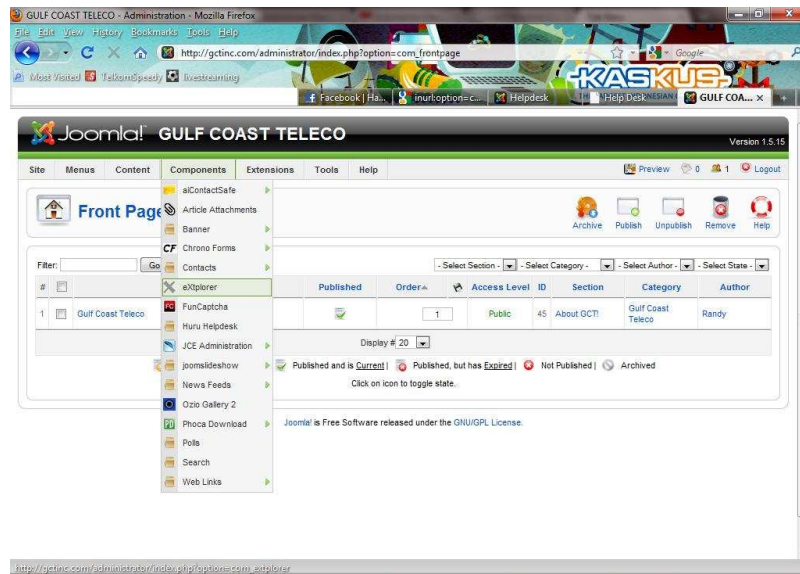 GULF COAST TELECO - Administration - Mozilla Firefox
File Edit View History Bookmarks Tools Help
http://gctinc.com/administrator/index.php?option=com_frontpage
Google
Most Visited TelkomSpeedy livestreaming
KASKUS
Facebook | Ha... inurl:option=c... Helpdesk Help Desk GULF COA... ×
Joomla! GULF COAST TELECO
Version 1.5.15
Site Menus Content Components Extensions Tools Help Preview 0 1 Logout
Front Page
Archive Publish Unpublish Remove Help
aiContactSafe
Article Attachments
Banner
CF Chrono Forms
Contacts
eXtplorer
FC FunCaptcha
Huru Helpdesk
JCE Administration
joomslideshow
News Feeds
Ozio Gallery 2
PD Phoca Download
Polls
Search
Web Links
Filter: Go - Select Section - - Select Category - - Select Author - - Select State -
# Published Order Access Level ID Section Category Author
1 Gulf Coast Teleco 1 Public 45 About GCT! Gulf Coast Teleco Randy
Display # 20
Published and is Current | Published, but has Expired | Not Published | Archived
Click on icon to toggle state.
Joomla! is Free Software released under the GNU/GPL License.
http://gctinc.com/administrator/index.php?option=com_extplorer